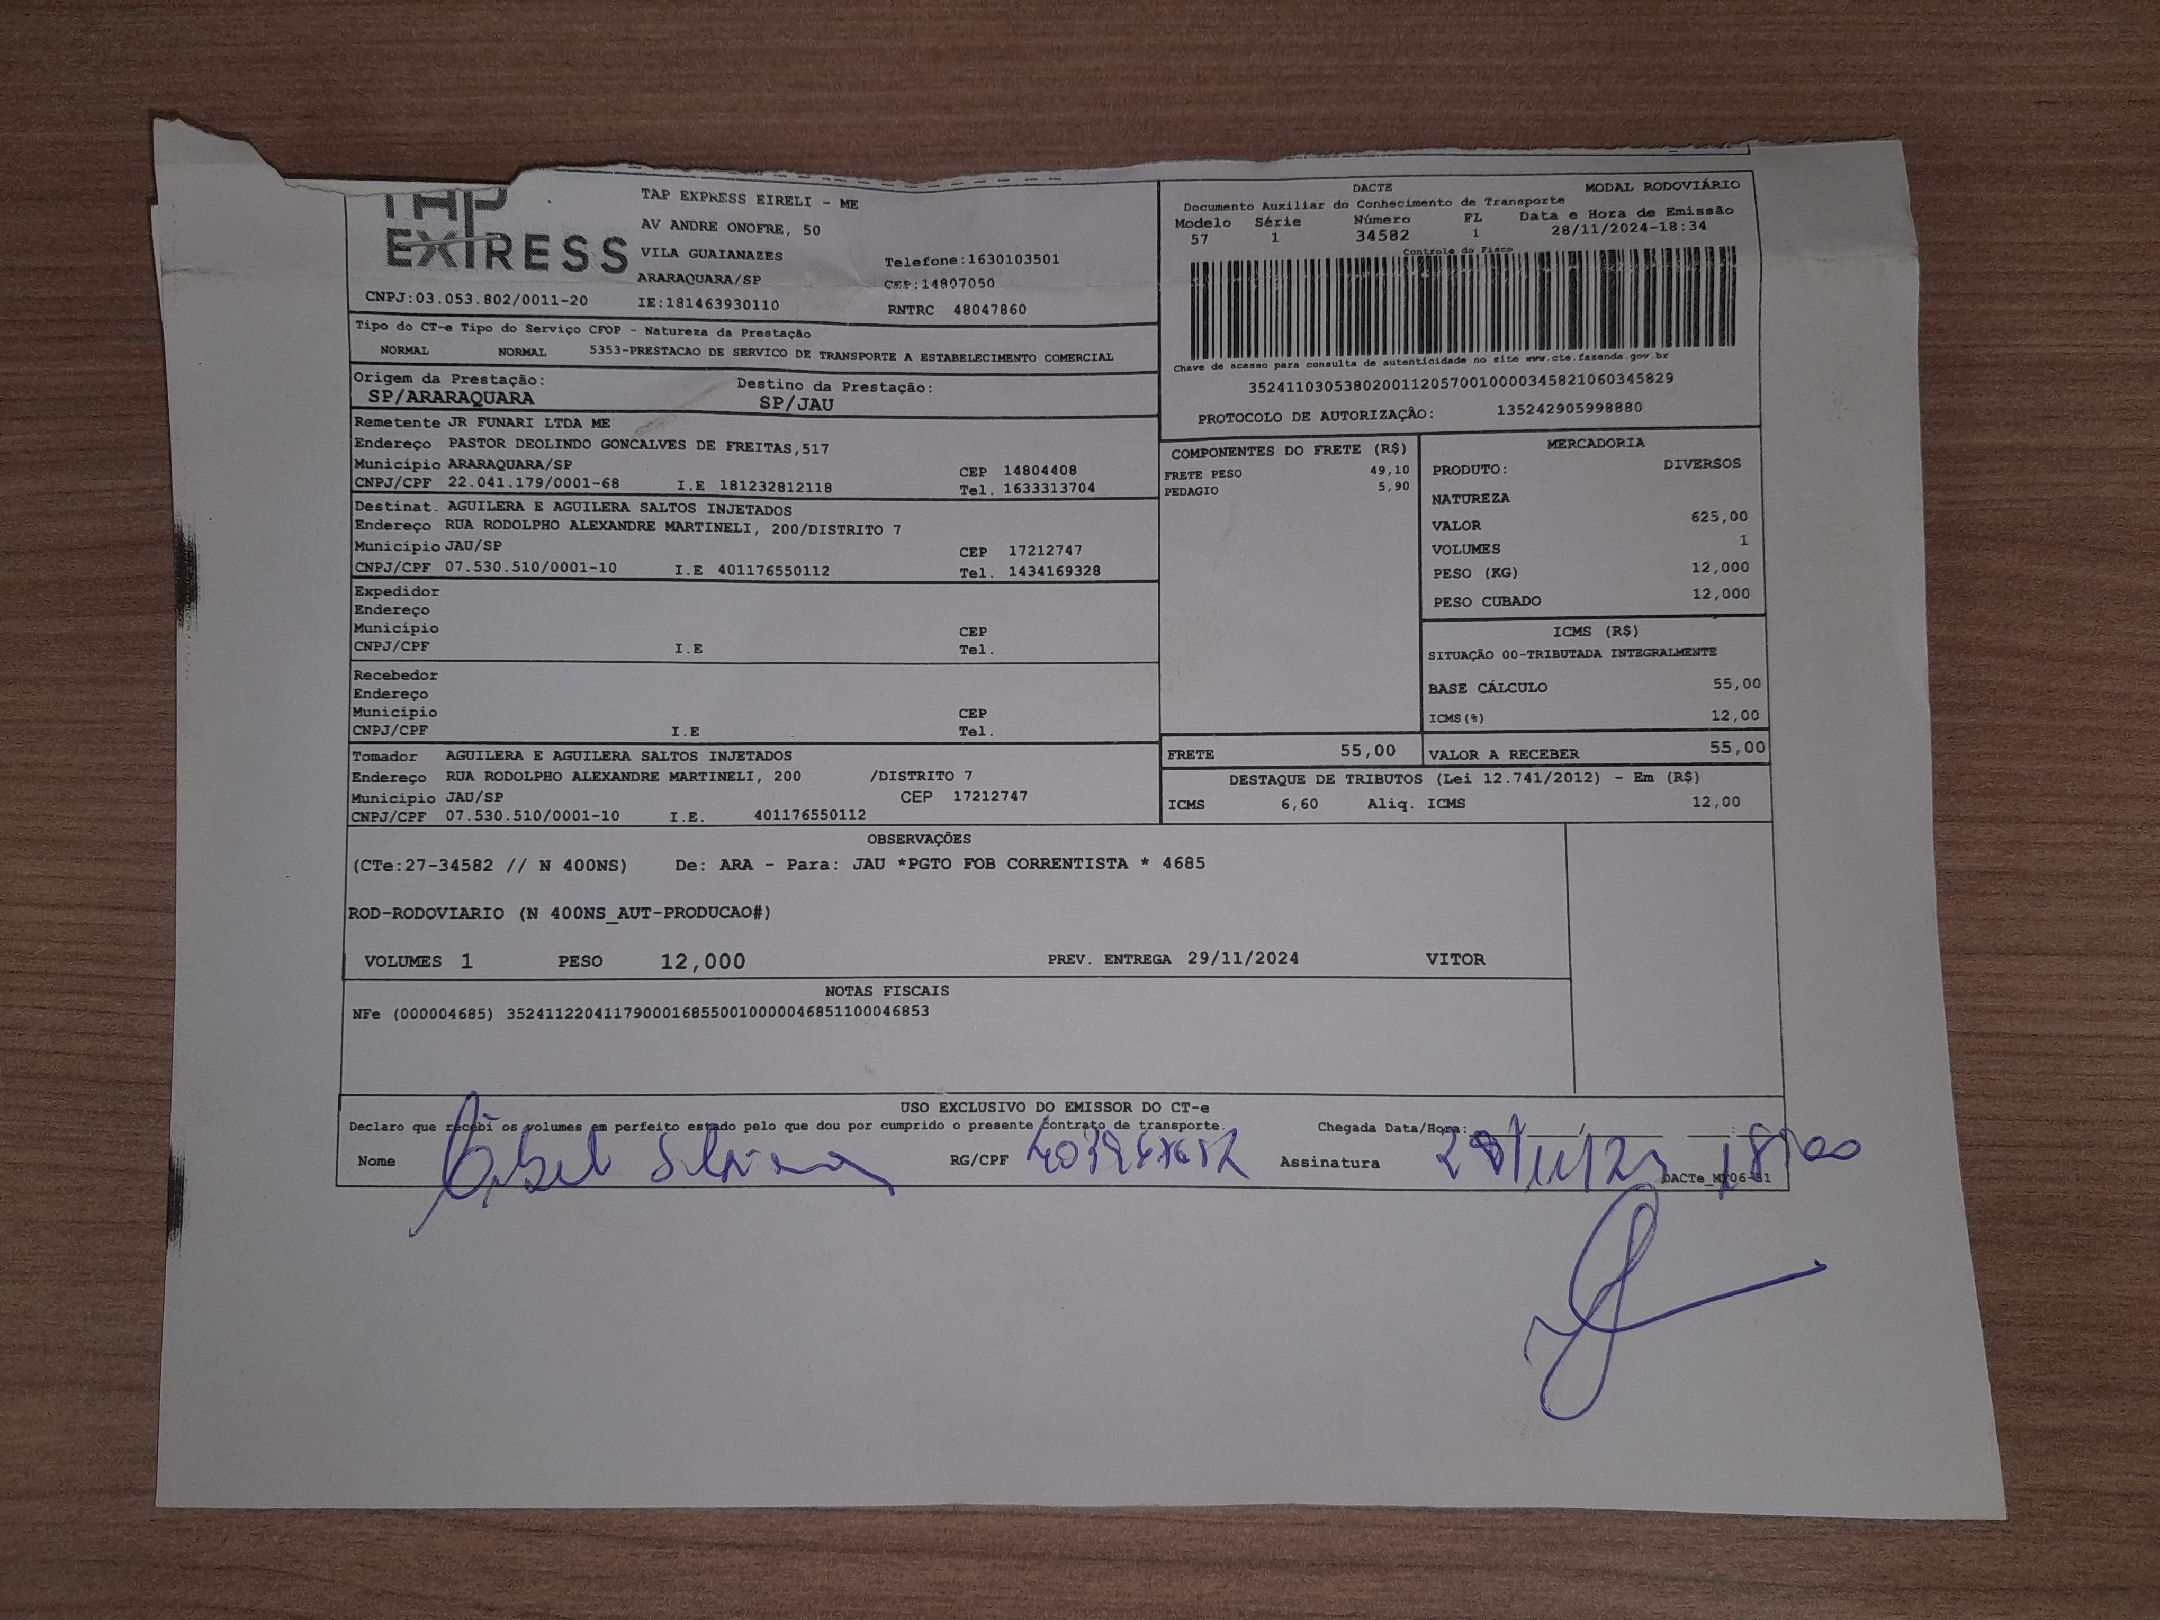 TAP
EXPRESS
TAP EXPRESS EIRELI - ME
AV ANDRE ONOFRE, 50
VILA GUAIANAZES
Telefone:1630103501
ARARAQUARA/SP
CEP:14807050
CNPJ:03.053.802/0011-20
IE:181463930110
RNTRC 48047860
DACTE
MODAL RODOVIÁRIO
Documento Auxiliar do Conhecimento de Transporte
Modelo Série Número FL Data e Hora de Emissão
57 1 34582 1 28/11/2024-18:34
Controle do Fisco
Chave de acesso para consulta de autenticidade no site www.cte.fazenda.gov.br
35241103053802001120570010000345821060345829
PROTOCOLO DE AUTORIZAÇÃO: 135242905998880
Tipo do CT-e Tipo do Serviço CFOP - Natureza da Prestação
NORMAL NORMAL 5353-PRESTACAO DE SERVICO DE TRANSPORTE A ESTABELECIMENTO COMERCIAL
Origem da Prestação: Destino da Prestação:
SP/ARARAQUARA SP/JAU
Remetente JR FUNARI LTDA ME
Endereço PASTOR DEOLINDO GONCALVES DE FREITAS,517
Município ARARAQUARA/SP CEP 14804408
CNPJ/CPF 22.041.179/0001-68 I.E 181232812118 Tel. 1633313704
Destinat. AGUILERA E AGUILERA SALTOS INJETADOS
Endereço RUA RODOLPHO ALEXANDRE MARTINELI, 200/DISTRITO 7
Município JAU/SP CEP 17212747
CNPJ/CPF 07.530.510/0001-10 I.E 401176550112 Tel. 1434169328
Expedidor
Endereço
Município CEP
CNPJ/CPF I.E Tel.
Recebedor
Endereço
Município CEP
CNPJ/CPF I.E Tel.
Tomador AGUILERA E AGUILERA SALTOS INJETADOS
Endereço RUA RODOLPHO ALEXANDRE MARTINELI, 200 /DISTRITO 7
Município JAU/SP CEP 17212747
CNPJ/CPF 07.530.510/0001-10 I.E. 401176550112
COMPONENTES DO FRETE (R$)
FRETE PESO 49,10
PEDAGIO 5,90
MERCADORIA
PRODUTO: DIVERSOS
NATUREZA
VALOR 625,00
VOLUMES 1
PESO (KG) 12,000
PESO CUBADO 12,000
ICMS (R$)
SITUAÇÃO 00-TRIBUTADA INTEGRALMENTE
BASE CÁLCULO 55,00
ICMS(%) 12,00
FRETE 55,00 VALOR A RECEBER 55,00
DESTAQUE DE TRIBUTOS (Lei 12.741/2012) - Em (R$)
ICMS 6,60 Aliq. ICMS 12,00
OBSERVAÇÕES
(CTe:27-34582 // N 400NS) De: ARA - Para: JAU *PGTO FOB CORRENTISTA * 4685
ROD-RODOVIARIO (N 400NS_AUT-PRODUCAO#)
VOLUMES 1 PESO 12,000 PREV. ENTREGA 29/11/2024 VITOR
NOTAS FISCAIS
NFe (000004685) 35241122041179000168550010000046851100046853
USO EXCLUSIVO DO EMISSOR DO CT-e
Declaro que recebi os volumes em perfeito estado pelo que dou por cumprido o presente contrato de transporte. Chegada Data/Hora:
Nome RG/CPF Assinatura